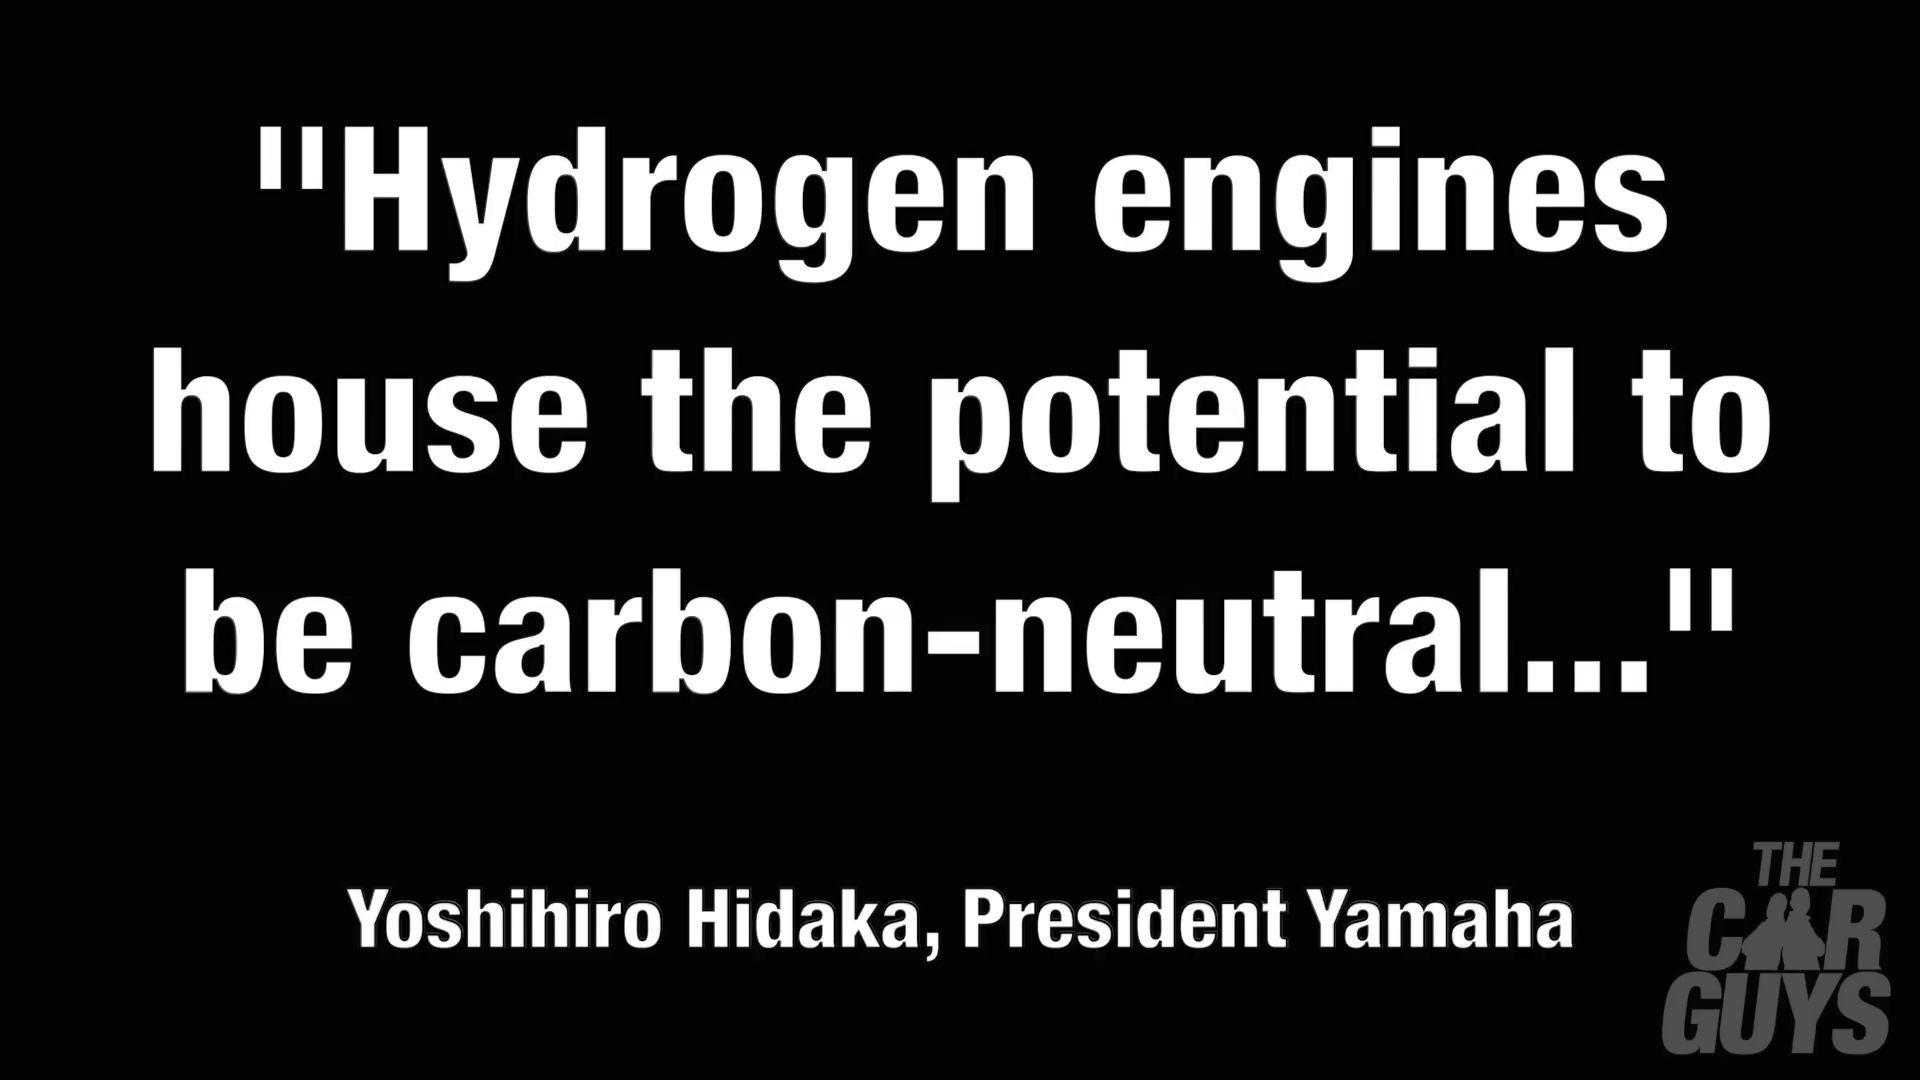 "Hydrogen engines
house the potential to
be carbon-neutral..."
Yoshihiro Hidaka, President Yamaha
THE
CAR
GUYS